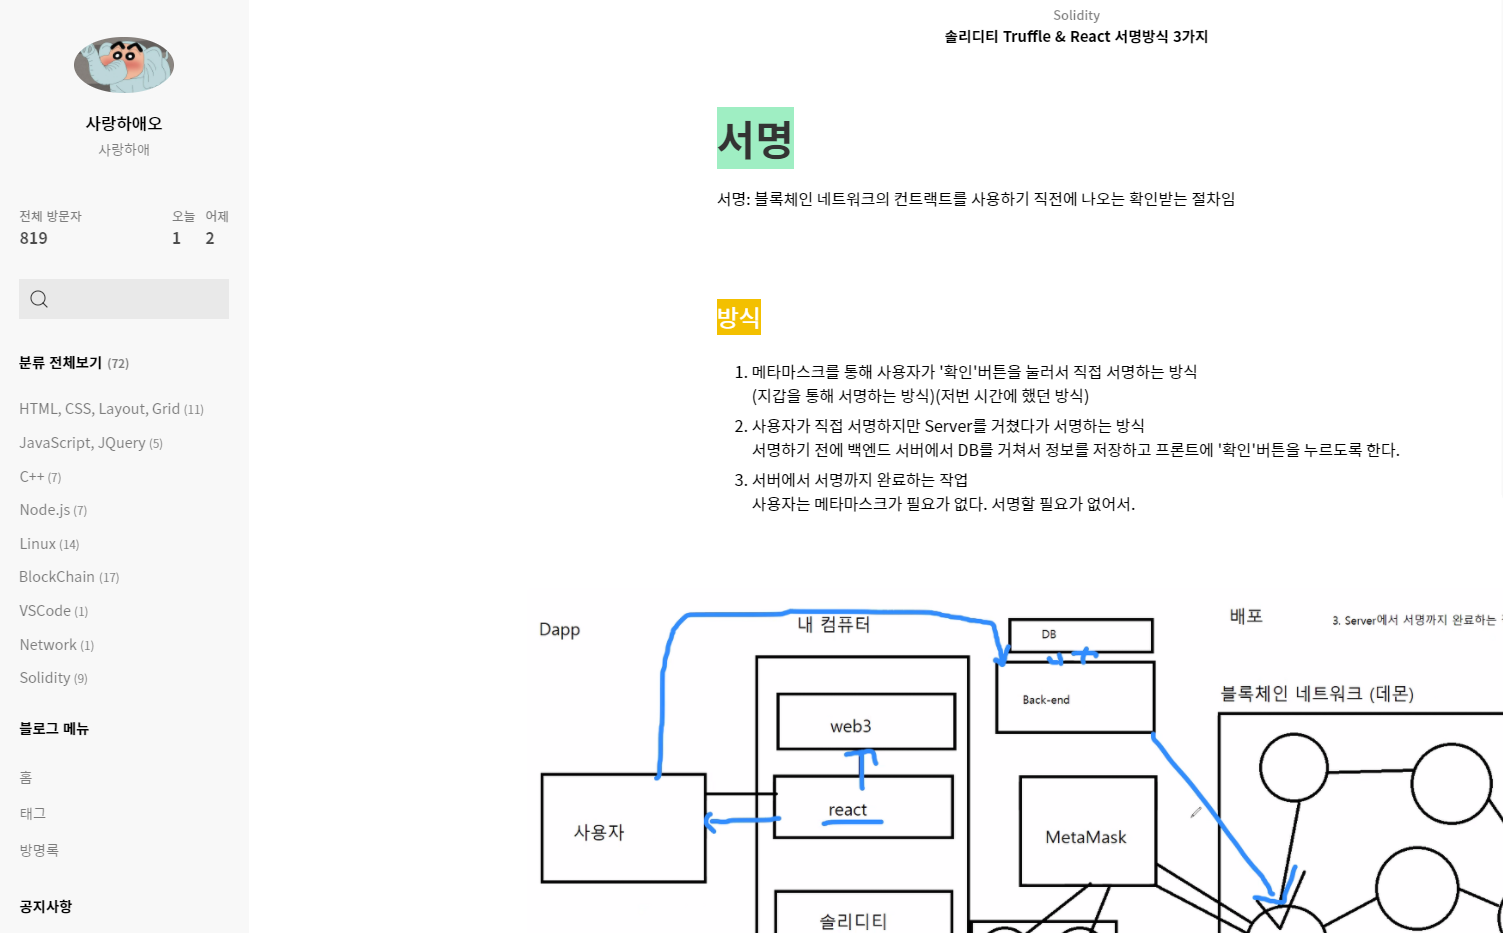 사랑하애오
사랑하애
전체 방문자
819
오늘
1
어제
2
분류 전체보기 (72)
HTML, CSS, Layout, Grid (11)
JavaScript, JQuery (5)
C++ (7)
Node.js (7)
Linux (14)
BlockChain (17)
VSCode (1)
Network (1)
Solidity (9)
블로그 메뉴
홈
태그
방명록
공지사항
Solidity
솔리디티 Truffle & React 서명방식 3가지
서명
서명: 블록체인 네트워크의 컨트랙트를 사용하기 직전에 나오는 확인받는 절차임
방식
1. 메타마스크를 통해 사용자가 '확인'버튼을 눌러서 직접 서명하는 방식
(지갑을 통해 서명하는 방식)(저번 시간에 했던 방식)
2. 사용자가 직접 서명하지만 Server를 거쳤다가 서명하는 방식
서명하기 전에 백엔드 서버에서 DB를 거쳐서 정보를 저장하고 프론트에 '확인'버튼을 누르도록 한다.
3. 서버에서 서명까지 완료하는 작업
사용자는 메타마스크가 필요가 없다. 서명할 필요가 없어서.
Dapp
내 컴퓨터
DB
배포
3. Server에서 서명까지 완료하는
Back-end
블록체인 네트워크 (데몬)
web3
react
사용자
MetaMask
솔리디티